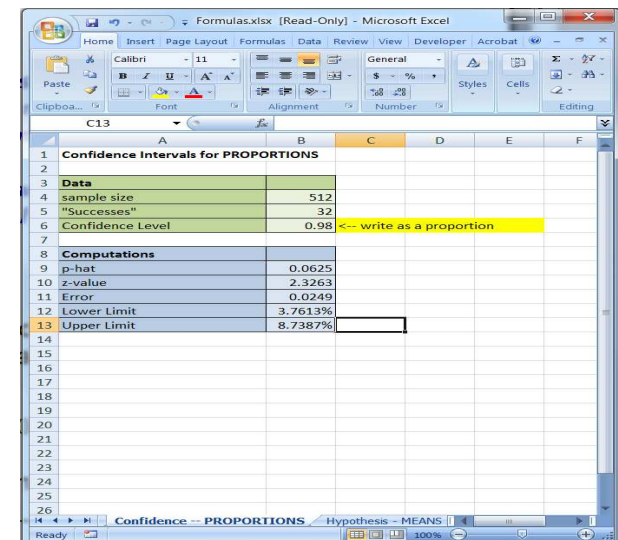 Formulas.xlsx [Read-Only] - Microsoft Excel
Home Insert Page Layout Formulas Data Review View Developer Acrobat
Calibri 11 General
B I U A A $ % ,
Paste Styles Cells
Clipboa... Font Alignment Number Editing
C13 fx
A B C D E F
1 Confidence Intervals for PROPORTIONS
2
3 Data
4 sample size 512
5 "Successes" 32
6 Confidence Level 0.98 <-- write as a proportion
7
8 Computations
9 p-hat 0.0625
10 z-value 2.3263
11 Error 0.0249
12 Lower Limit 3.7613%
13 Upper Limit 8.7387%
14
15
16
17
18
19
20
21
22
23
24
25
26
Confidence -- PROPORTIONS Hypothesis - MEANS
Ready 100%